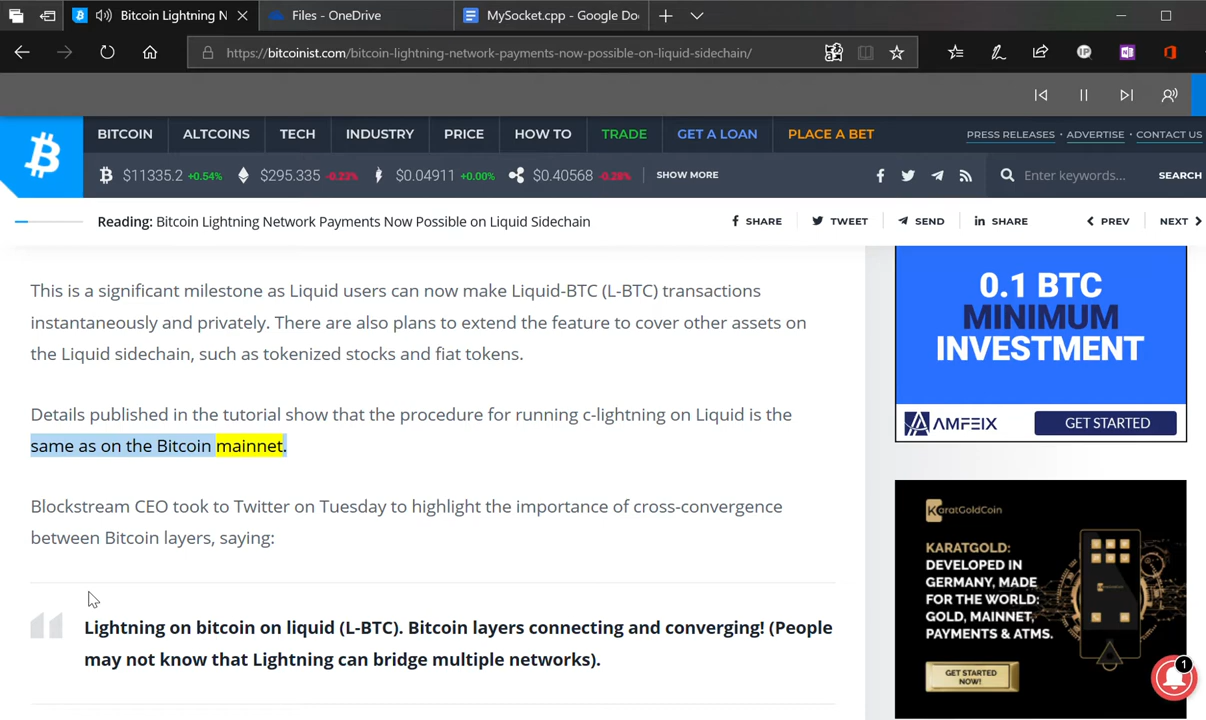 Bitcoin Lightning N
Files - OneDrive
MySocket.cpp - Google Do
https://bitcoinist.com/bitcoin-lightning-network-payments-now-possible-on-liquid-sidechain/
BITCOIN ALTCOINS TECH INDUSTRY PRICE HOW TO TRADE GET A LOAN PLACE A BET PRESS RELEASES · ADVERTISE · CONTACT US
$11335.2 +0.54% $295.335 -0.23% $0.04911 +0.00% $0.40568 -0.28% SHOW MORE Enter keywords... SEARCH
Reading: Bitcoin Lightning Network Payments Now Possible on Liquid Sidechain SHARE TWEET SEND SHARE PREV NEXT
This is a significant milestone as Liquid users can now make Liquid-BTC (L-BTC) transactions
instantaneously and privately. There are also plans to extend the feature to cover other assets on
the Liquid sidechain, such as tokenized stocks and fiat tokens.
Details published in the tutorial show that the procedure for running c-lightning on Liquid is the
same as on the Bitcoin mainnet.
Blockstream CEO took to Twitter on Tuesday to highlight the importance of cross-convergence
between Bitcoin layers, saying:
Lightning on bitcoin on liquid (L-BTC). Bitcoin layers connecting and converging! (People
may not know that Lightning can bridge multiple networks).
0.1 BTC
MINIMUM
INVESTMENT
AMFEIX GET STARTED
KaratGoldCoin
KARATGOLD:
DEVELOPED IN
GERMANY, MADE
FOR THE WORLD:
GOLD, MAINNET,
PAYMENTS & ATMS.
GET STARTED
NOW!
1